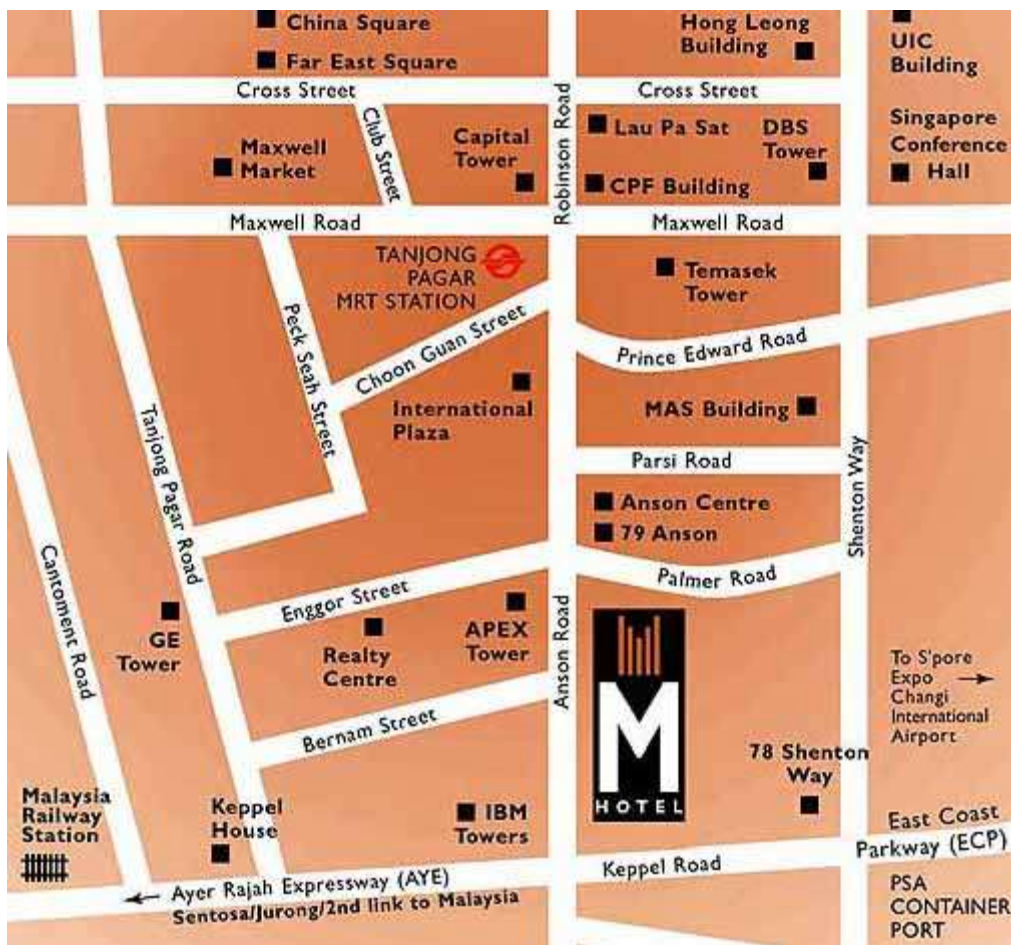 China Square
Far East Square
Hong Leong
Building
UIC
Building
Cross Street
Cross Street
Club Street
Robinson Road
Maxwell
Market
Capital
Tower
Lau Pa Sat
DBS
Tower
CPF Building
Singapore
Conference
Hall
Maxwell Road
Maxwell Road
TANJONG
PAGAR
MRT STATION
Temasek
Tower
Peck Seah Street
Choon Guan Street
Prince Edward Road
International
Plaza
MAS Building
Tanjong Pagar Road
Parsi Road
Shenton Way
Anson Centre
79 Anson
Cantoment Road
Enggor Street
Palmer Road
GE
Tower
Realty
Centre
APEX
Tower
Anson Road
M
HOTEL
To S'pore
Expo
Changi
International
Airport
Bernam Street
78 Shenton
Way
Malaysia
Railway
Station
Keppel
House
IBM
Towers
East Coast
Parkway (ECP)
Keppel Road
Ayer Rajah Expressway (AYE)
Sentosa/Jurong/2nd link to Malaysia
PSA
CONTAINER
PORT